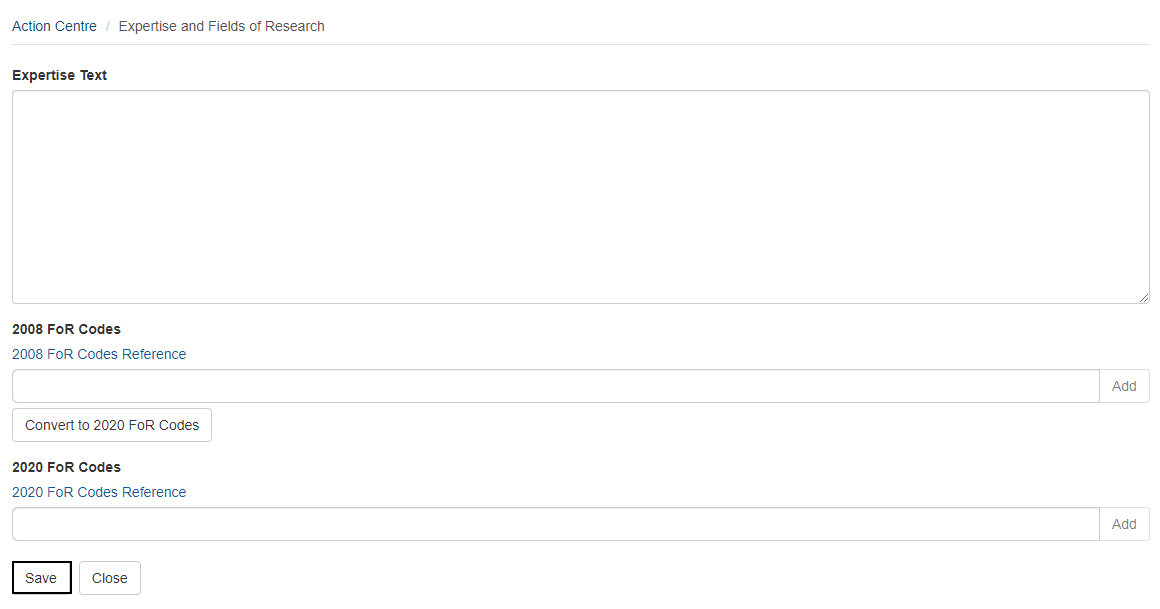 Action Centre / Expertise and Fields of Research
Expertise Text
2008 FoR Codes
2008 FoR Codes Reference
Add
Convert to 2020 FoR Codes
2020 FoR Codes
2020 FoR Codes Reference
Add
Save Close